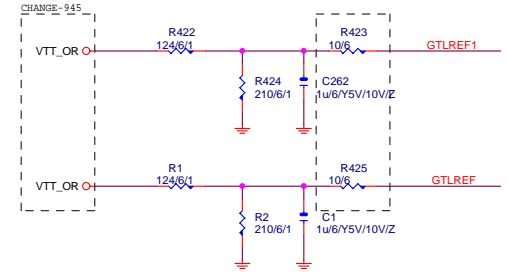 CHANGE-945
R422
124/6/1
R423
10/6
VTT_OR
GTLREF1
R424
210/6/1
C262
1u/6/Y5V/10V/Z
R1
124/6/1
R425
10/6
VTT_OR
GTLREF
R2
210/6/1
C1
1u/6/Y5V/10V/Z